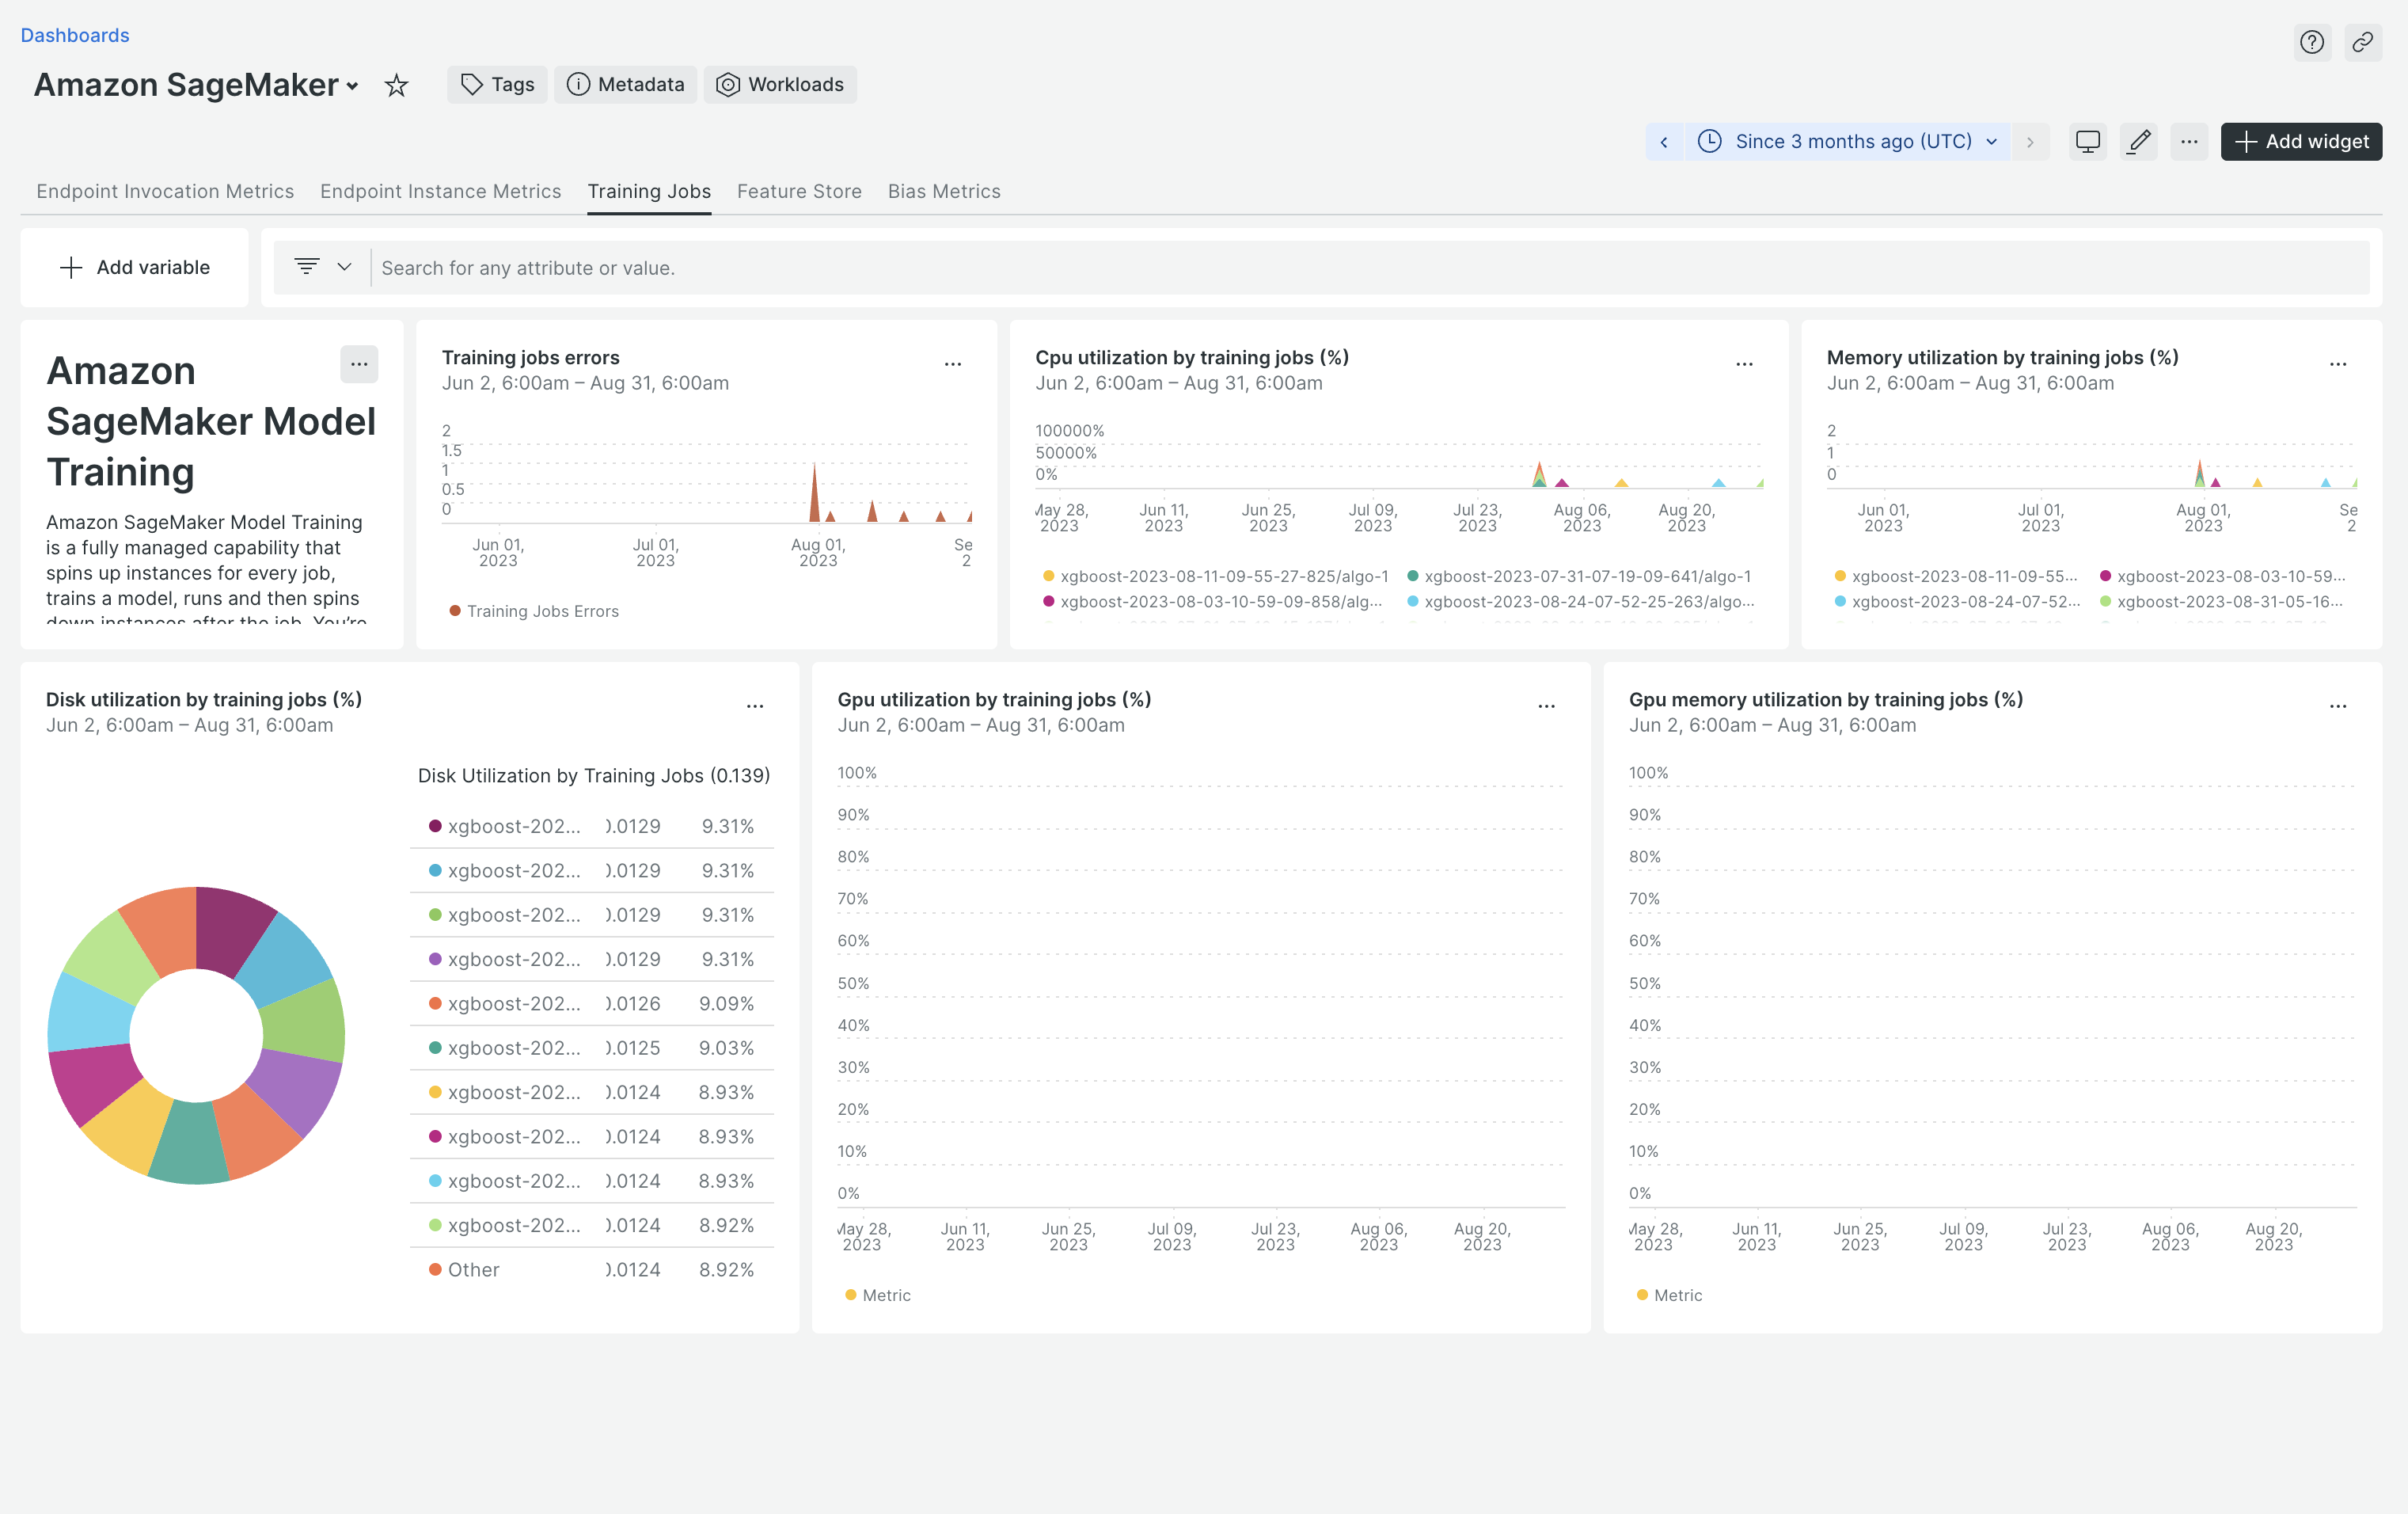 Dashboards
Amazon SageMaker
Tags
Metadata
Workloads
Since 3 months ago (UTC)
Add widget
Endpoint Invocation Metrics
Endpoint Instance Metrics
Training Jobs
Feature Store
Bias Metrics
Add variable
Search for any attribute or value.
Amazon
SageMaker Model
Training
Amazon SageMaker Model Training
is a fully managed capability that
spins up instances for every job,
trains a model, runs and then spins
down instances after the job. You're
Training jobs errors
Jun 2, 6:00am – Aug 31, 6:00am
2
1.5
1
0.5
0
Jun 01,
2023
Jul 01,
2023
Aug 01,
2023
Se
2
Training Jobs Errors
Cpu utilization by training jobs (%)
Jun 2, 6:00am – Aug 31, 6:00am
100000%
50000%
0%
May 28,
2023
Jun 11,
2023
Jun 25,
2023
Jul 09,
2023
Jul 23,
2023
Aug 06,
2023
Aug 20,
2023
xgboost-2023-08-11-09-55-27-825/algo-1
xgboost-2023-07-31-07-19-09-641/algo-1
xgboost-2023-08-03-10-59-09-858/alg...
xgboost-2023-08-24-07-52-25-263/algo...
Memory utilization by training jobs (%)
Jun 2, 6:00am – Aug 31, 6:00am
2
1
0
Jun 01,
2023
Jul 01,
2023
Aug 01,
2023
Se
2
xgboost-2023-08-11-09-55...
xgboost-2023-08-03-10-59...
xgboost-2023-08-24-07-52...
xgboost-2023-08-31-05-16...
Disk utilization by training jobs (%)
Jun 2, 6:00am – Aug 31, 6:00am
Disk Utilization by Training Jobs (0.139)
xgboost-202... 0.0129 9.31%
xgboost-202... 0.0129 9.31%
xgboost-202... 0.0129 9.31%
xgboost-202... 0.0129 9.31%
xgboost-202... 0.0126 9.09%
xgboost-202... 0.0125 9.03%
xgboost-202... 0.0124 8.93%
xgboost-202... 0.0124 8.93%
xgboost-202... 0.0124 8.93%
xgboost-202... 0.0124 8.92%
Other 0.0124 8.92%
Gpu utilization by training jobs (%)
Jun 2, 6:00am – Aug 31, 6:00am
100%
90%
80%
70%
60%
50%
40%
30%
20%
10%
0%
May 28,
2023
Jun 11,
2023
Jun 25,
2023
Jul 09,
2023
Jul 23,
2023
Aug 06,
2023
Aug 20,
2023
Metric
Gpu memory utilization by training jobs (%)
Jun 2, 6:00am – Aug 31, 6:00am
100%
90%
80%
70%
60%
50%
40%
30%
20%
10%
0%
May 28,
2023
Jun 11,
2023
Jun 25,
2023
Jul 09,
2023
Jul 23,
2023
Aug 06,
2023
Aug 20,
2023
Metric